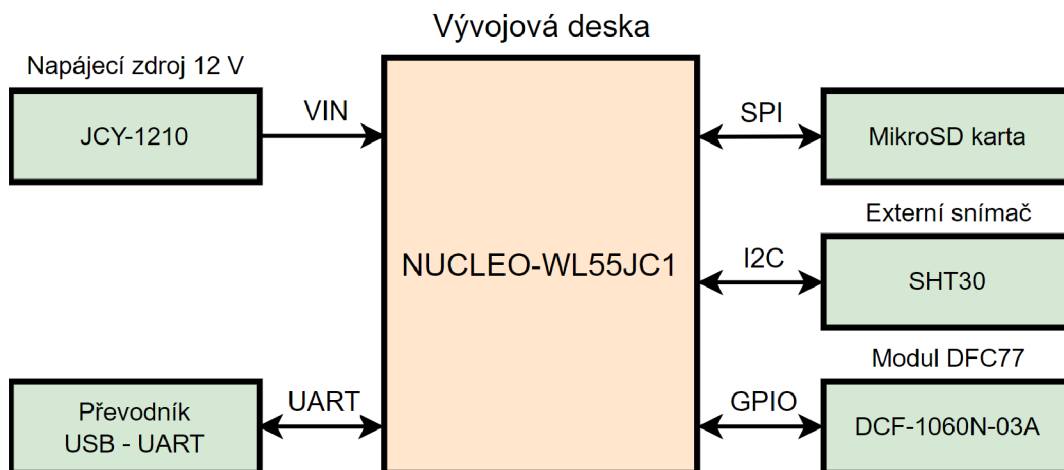 Vývojová deska
Napájecí zdroj 12 V
JCY-1210
VIN
NUCLEO-WL55JC1
SPI
MikroSD karta
Externí snímač
I2C
SHT30
Modul DFC77
Převodník
USB - UART
UART
GPIO
DCF-1060N-03A